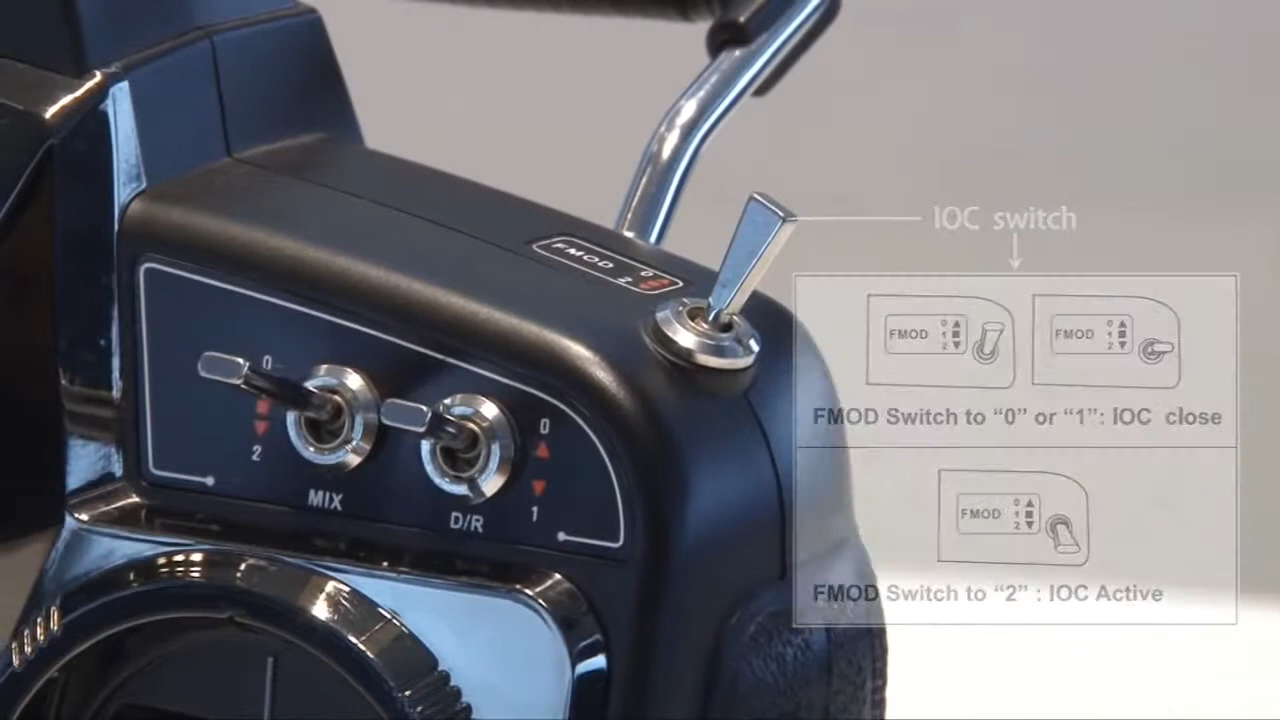 IOC switch
FMOD 0
2
FMOD 0
1
2
FMOD 0
1
2
FMOD Switch to “0” or “1”: IOC close
FMOD 0
1
2
FMOD Switch to “2” : IOC Active
0
2
MIX
0
1
D/R